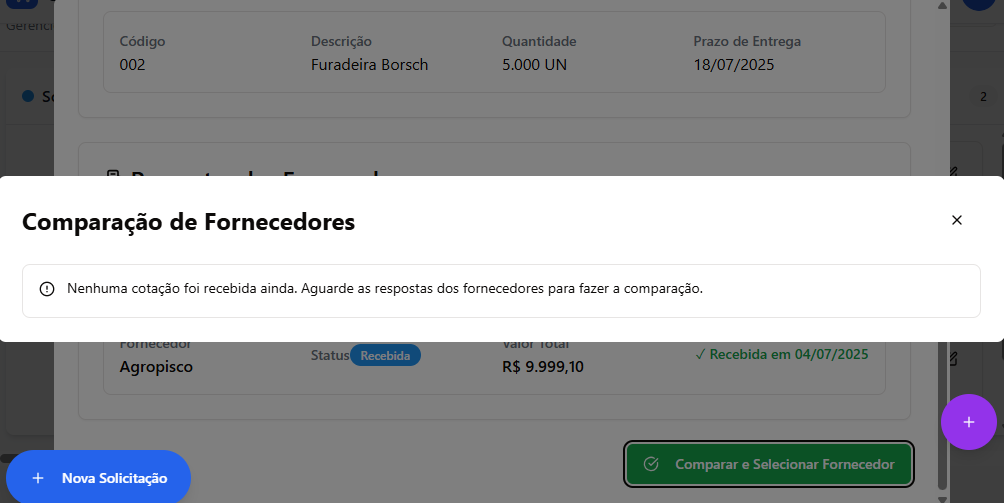 Código Descrição Quantidade Prazo de Entrega
002 Furadeira Borsch 5.000 UN 18/07/2025
2
Comparação de Fornecedores
Nenhuma cotação foi recebida ainda. Aguarde as respostas dos fornecedores para fazer a comparação.
Fornecedor Status Recebida Valor Total ✓ Recebida em 04/07/2025
Agropisco R$ 9.999,10
Comparar e Selecionar Fornecedor
+ Nova Solicitação
+